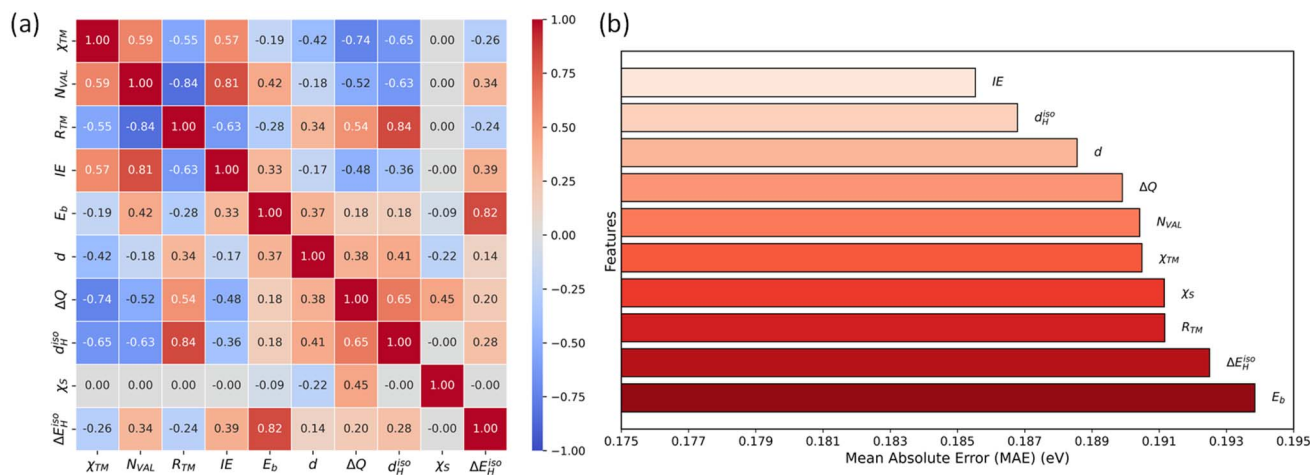 (a)
χTM 1.00 0.59 -0.55 0.57 -0.19 -0.42 -0.74 -0.65 0.00 -0.26
NVAL 0.59 1.00 -0.84 0.81 0.42 -0.18 -0.52 -0.63 0.00 0.34
RTM -0.55 -0.84 1.00 -0.63 -0.28 0.34 0.54 0.84 0.00 -0.24
IE 0.57 0.81 -0.63 1.00 0.33 -0.17 -0.48 -0.36 -0.00 0.39
Eb -0.19 0.42 -0.28 0.33 1.00 0.37 0.18 0.18 -0.09 0.82
d -0.42 -0.18 0.34 -0.17 0.37 1.00 0.38 0.41 -0.22 0.14
ΔQ -0.74 -0.52 0.54 -0.48 0.18 0.38 1.00 0.65 0.45 0.20
dHiso -0.65 -0.63 0.84 -0.36 0.18 0.41 0.65 1.00 -0.00 0.28
χS 0.00 0.00 0.00 -0.00 -0.09 -0.22 0.45 -0.00 1.00 -0.00
ΔEHiso -0.26 0.34 -0.24 0.39 0.82 0.14 0.20 0.28 -0.00 1.00
χTM NVAL RTM IE Eb d ΔQ dHiso χS ΔEHiso
1.00
0.75
0.50
0.25
0.00
−0.25
−0.50
−0.75
−1.00
(b)
Features
IE
dHiso
d
ΔQ
NVAL
χTM
χS
RTM
ΔEHiso
Eb
0.175 0.177 0.179 0.181 0.183 0.185 0.187 0.189 0.191 0.193 0.195
Mean Absolute Error (MAE) (eV)